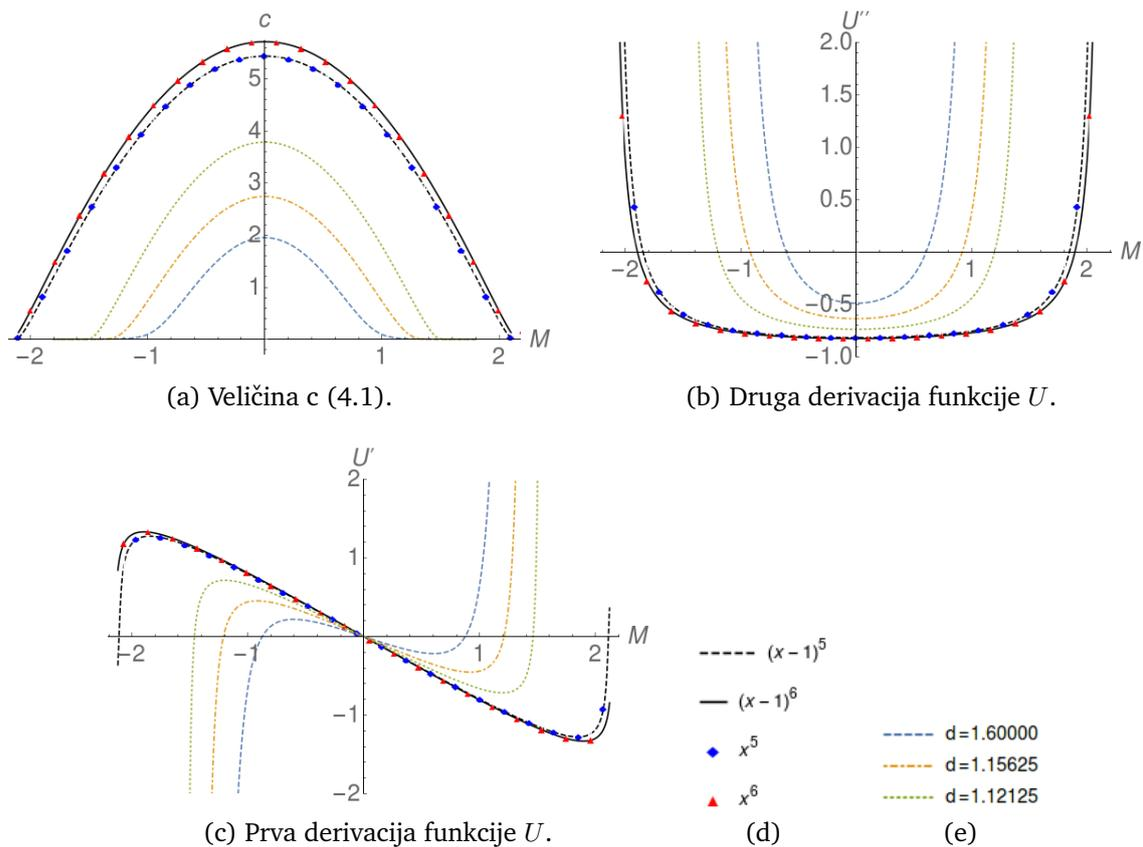 c
5
4
3
2
1
−2
−1
1
2
M
(a) Veličina c (4.1).
U′′
2.0
1.5
1.0
0.5
−0.5
−1.0
−2
−1
1
2
M
(b) Druga derivacija funkcije U.
U′
2
1
−1
−2
−2
−1
1
2
M
(c) Prva derivacija funkcije U.
(x − 1)⁵
(x − 1)⁶
x⁵
x⁶
(d)
d=1.60000
d=1.15625
d=1.12125
(e)